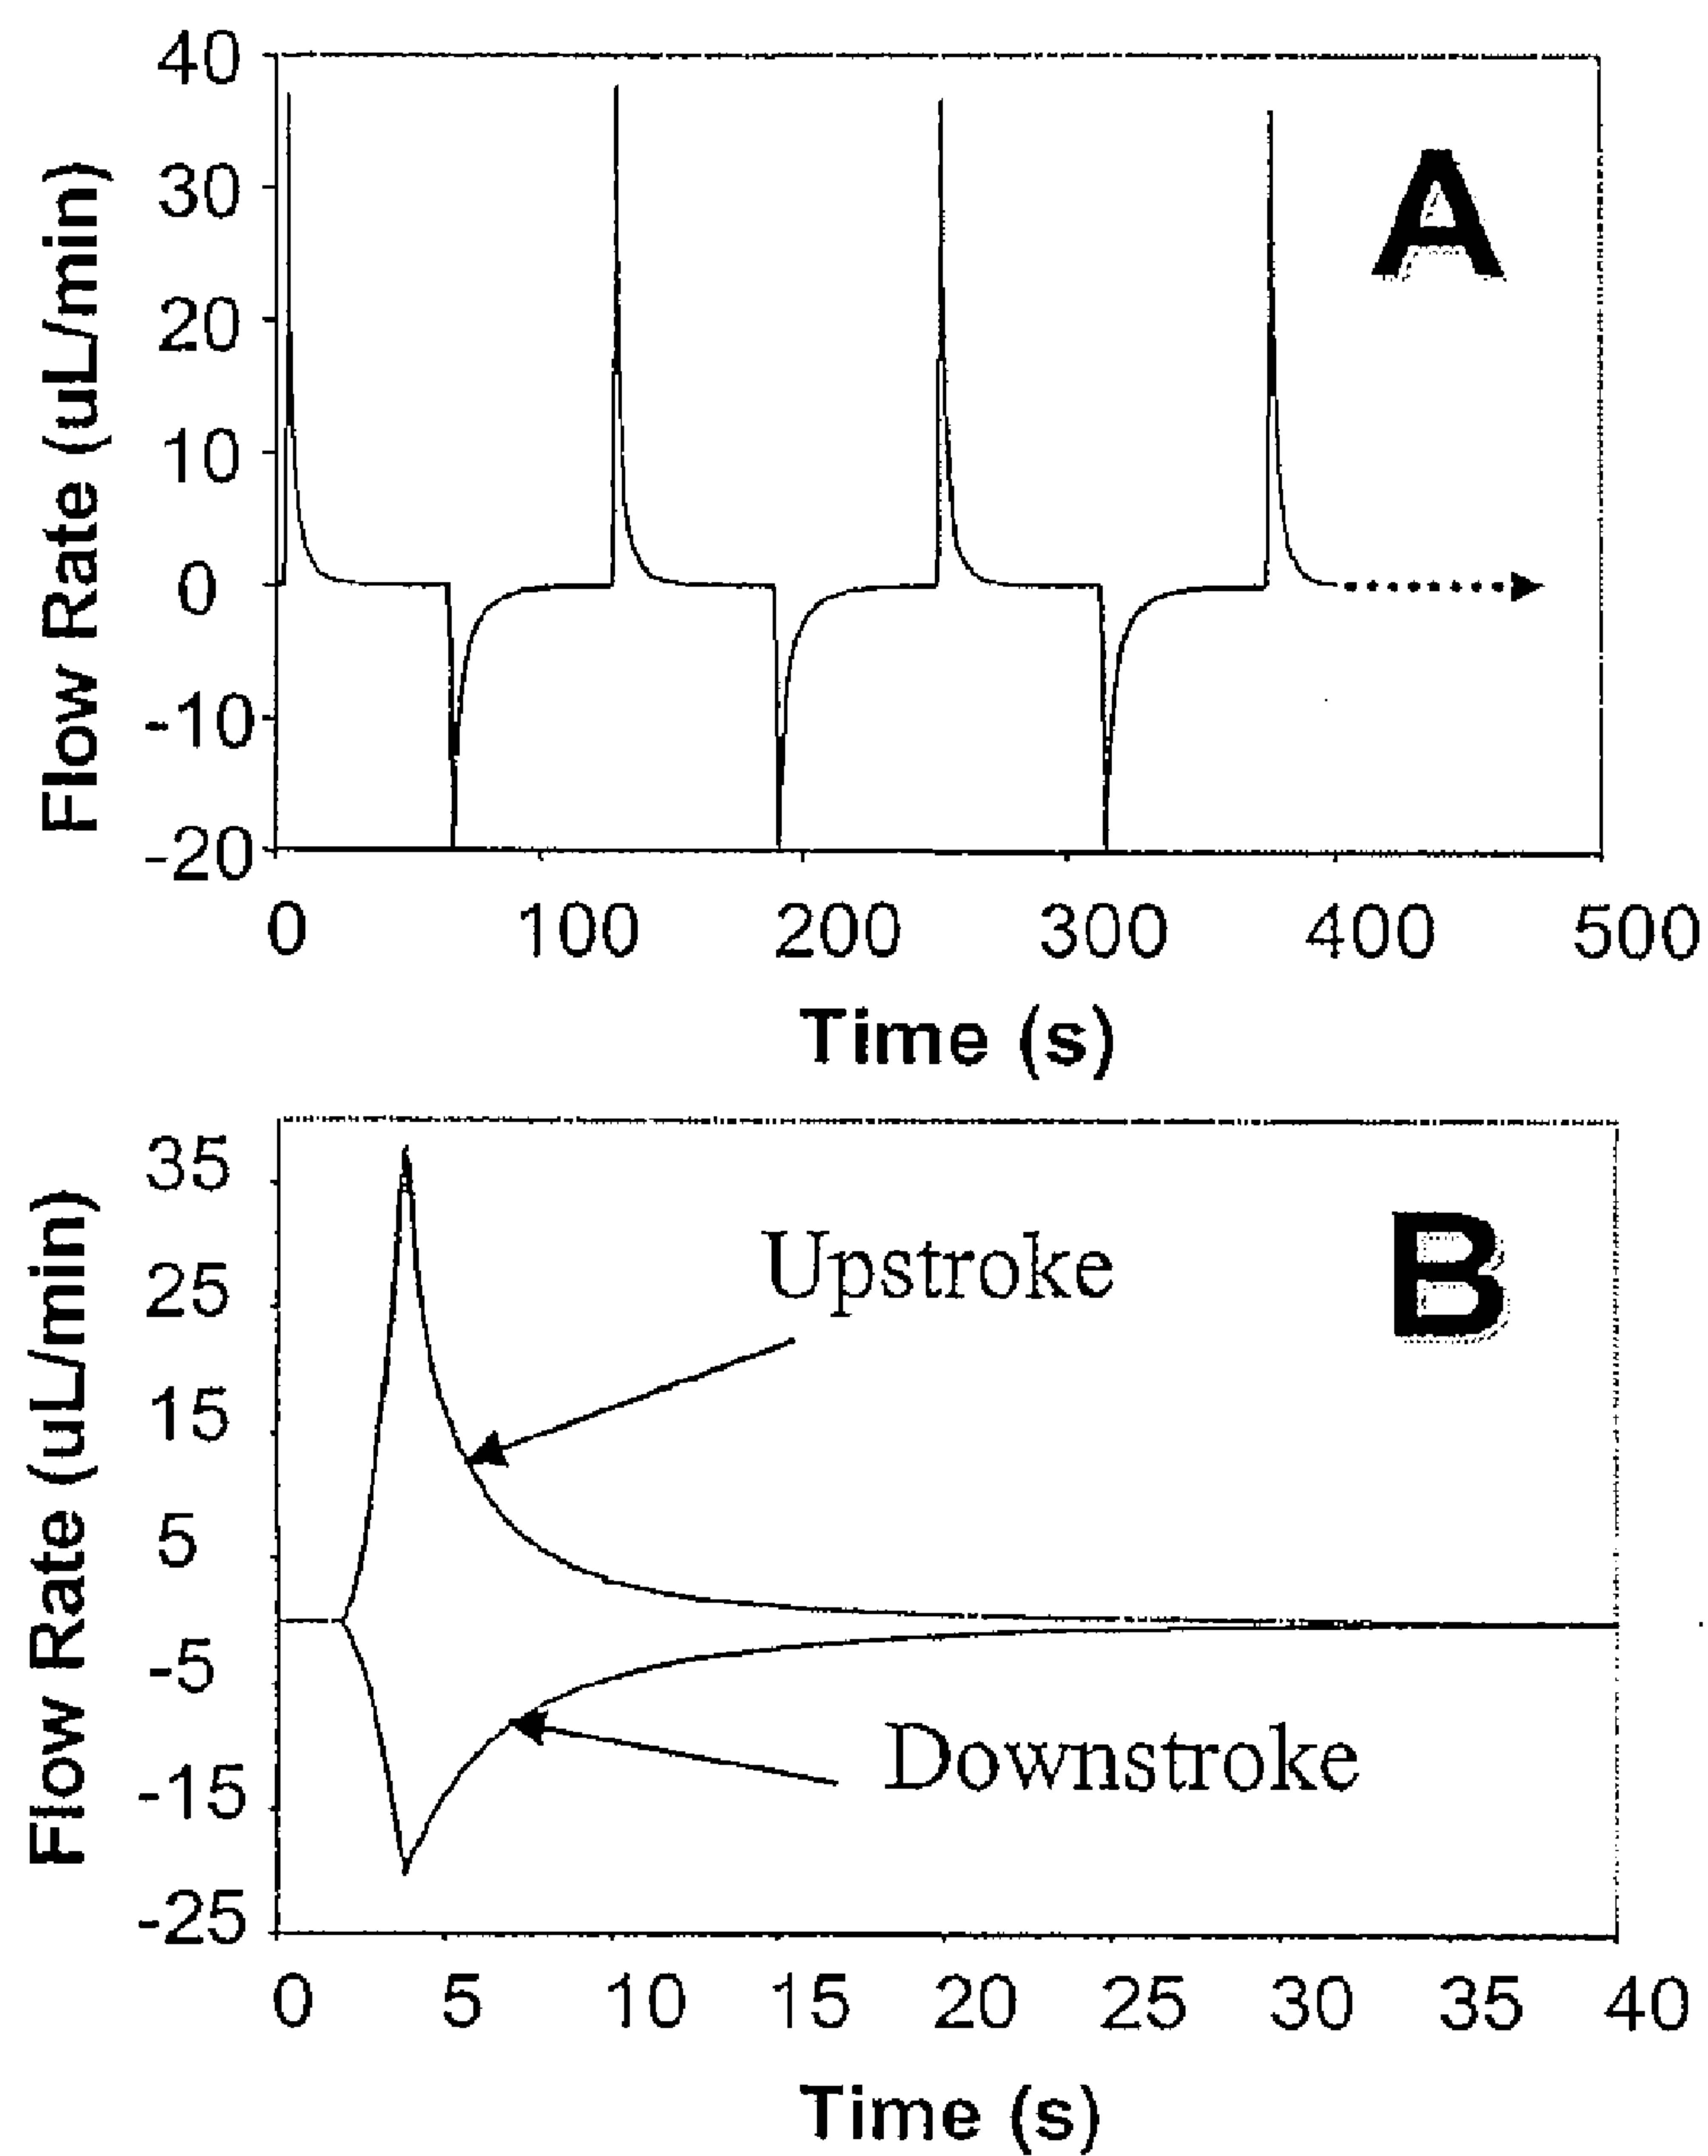 40
30
20
10
0
-10
-20
Flow Rate (uL/min)
A
0 100 200 300 400 500
Time (s)
35
25
15
5
-5
-15
-25
Flow Rate (uL/min)
Upstroke
B
Downstroke
0 5 10 15 20 25 30 35 40
Time (s)